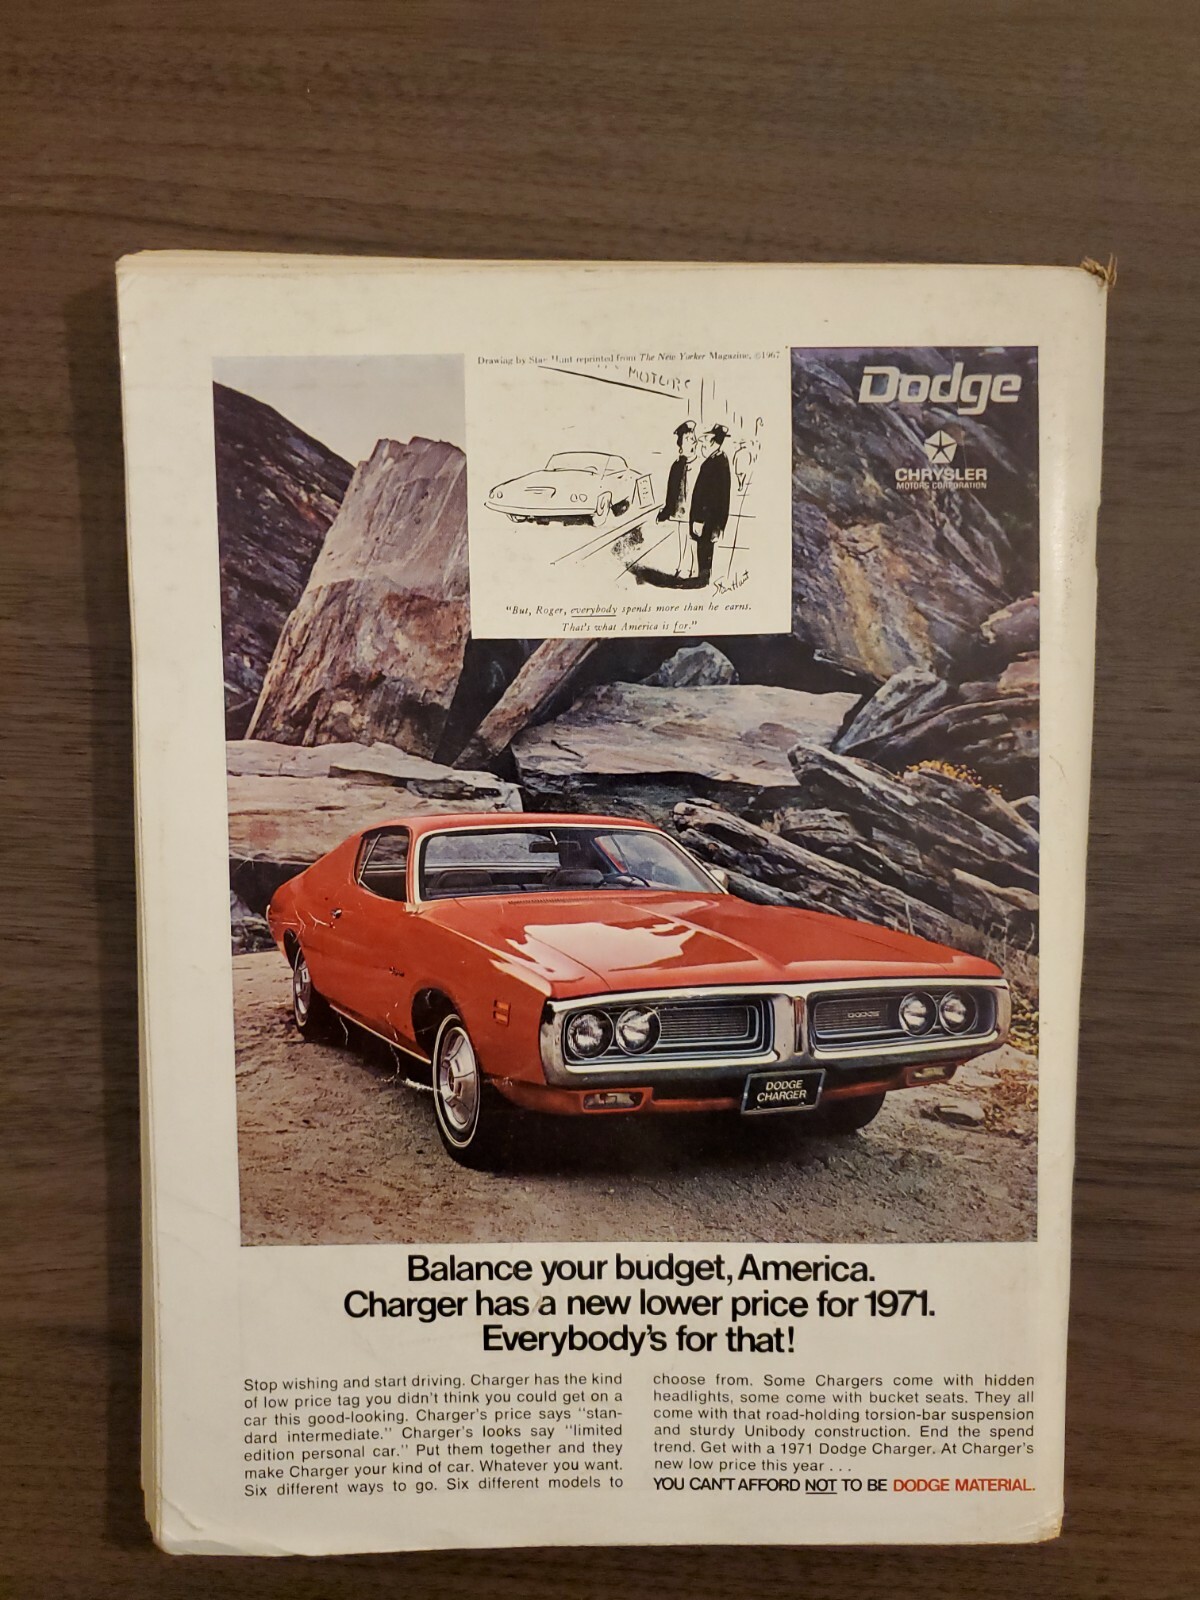 Drawing by Stan Hunt reprinted from The New Yorker Magazine, ©1967
MOTORS
Stan Hunt
"But, Roger, everybody spends more than he earns.
That's what America is for."
Dodge
CHRYSLER
MOTORS CORPORATION
DODGE
DODGE
CHARGER
Balance your budget, America.
Charger has a new lower price for 1971.
Everybody's for that!
Stop wishing and start driving. Charger has the kind
of low price tag you didn't think you could get on a
car this good-looking. Charger's price says "stan-
dard intermediate." Charger's looks say "limited
edition personal car." Put them together and they
make Charger your kind of car. Whatever you want.
Six different ways to go. Six different models to
choose from. Some Chargers come with hidden
headlights, some come with bucket seats. They all
come with that road-holding torsion-bar suspension
and sturdy Unibody construction. End the spend
trend. Get with a 1971 Dodge Charger. At Charger's
new low price this year . . .
YOU CAN'T AFFORD NOT TO BE DODGE MATERIAL.